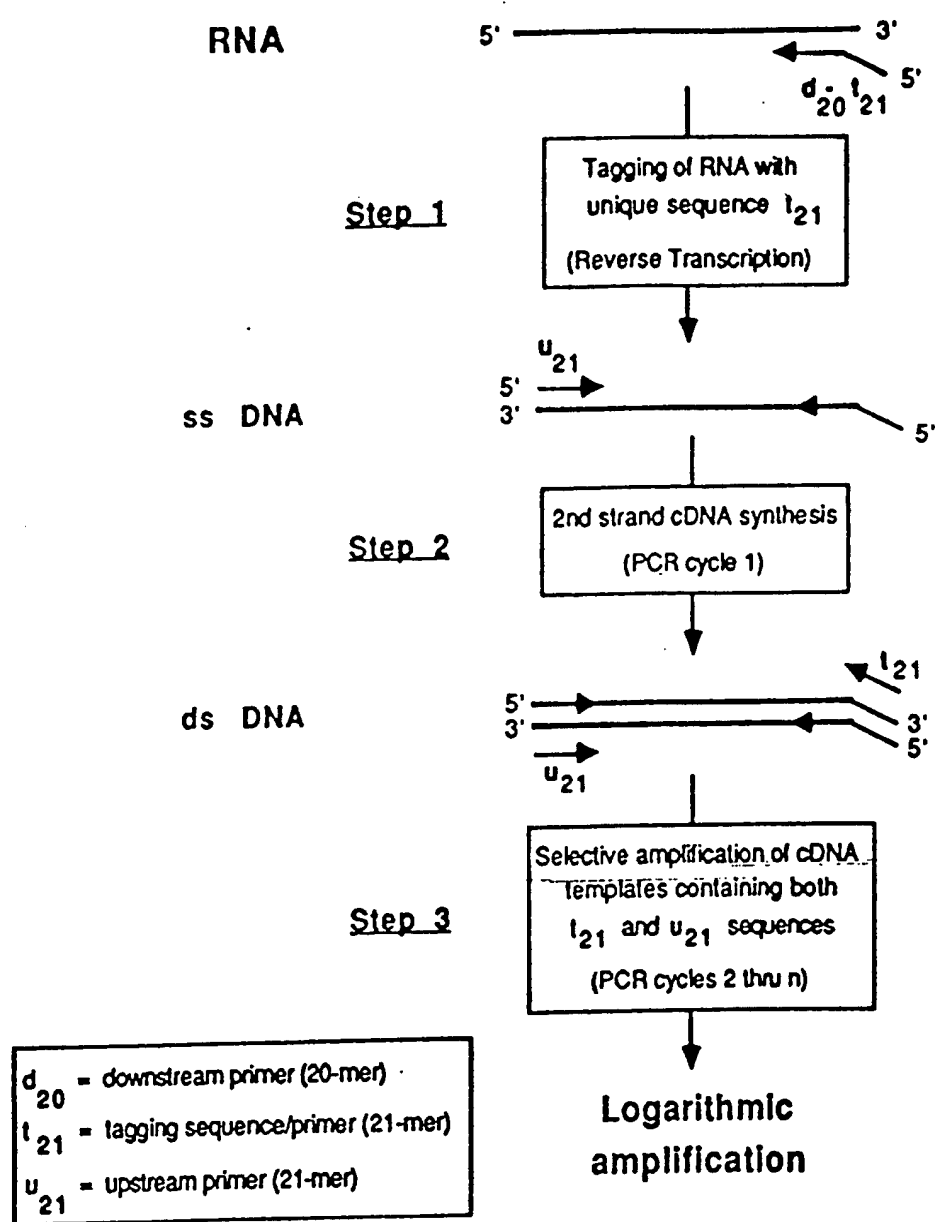 RNA
5' 3'
5'
d20- t21
Step 1
Tagging of RNA with
unique sequence t21
(Reverse Transcription)
u21
5'
3'
ss DNA
5'
Step 2
2nd strand cDNA synthesis
(PCR cycle 1)
t21
ds DNA
5' 3'
3' 5'
u21
Step 3
Selective amplification of cDNA
templates containing both
t21 and u21 sequences
(PCR cycles 2 thru n)
Logarithmic
amplification
d20 = downstream primer (20-mer)
t21 = tagging sequence/primer (21-mer)
u21 = upstream primer (21-mer)